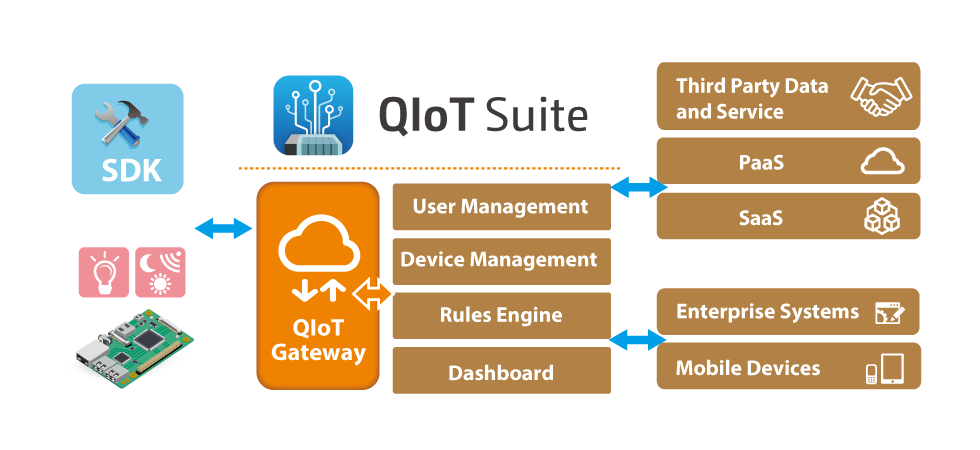 SDK
QIoT Suite
QIoT
Gateway
User Management
Device Management
Rules Engine
Dashboard
Third Party Data
and Service
PaaS
SaaS
Enterprise Systems
Mobile Devices